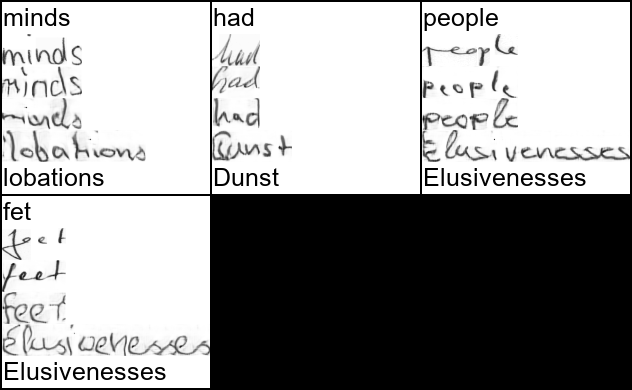 minds
minds
minds
minds
lobations
lobations
had
had
had
had
Dunst
Dunst
people
people
people
people
Elusivenesses
Elusivenesses
fet
feet
feet
feet
Elusivenesses
Elusivenesses